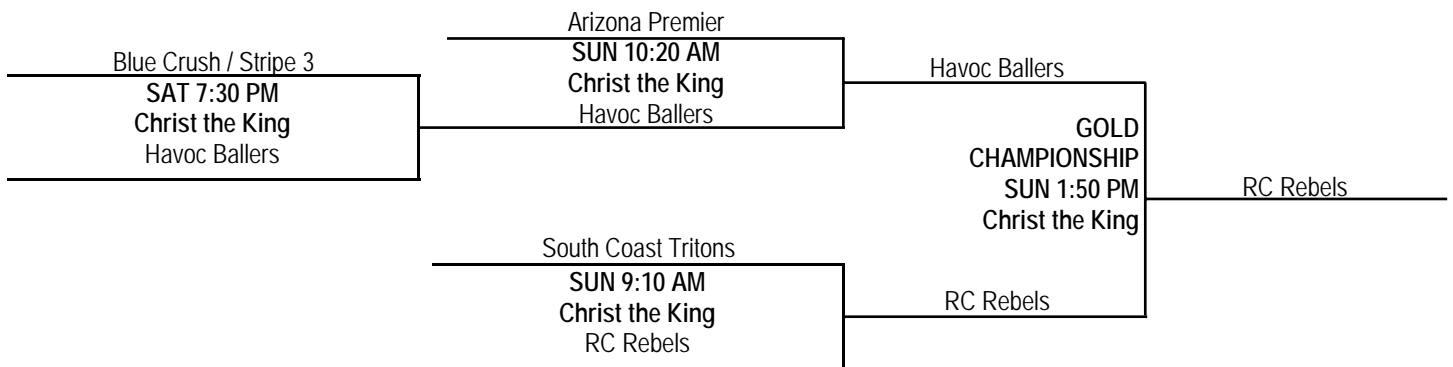 Blue Crush / Stripe 3
SAT 7:30 PM
Christ the King
Havoc Ballers
Arizona Premier
SUN 10:20 AM
Christ the King
Havoc Ballers
South Coast Tritons
SUN 9:10 AM
Christ the King
RC Rebels
Havoc Ballers
GOLD
CHAMPIONSHIP
SUN 1:50 PM
Christ the King
RC Rebels
RC Rebels